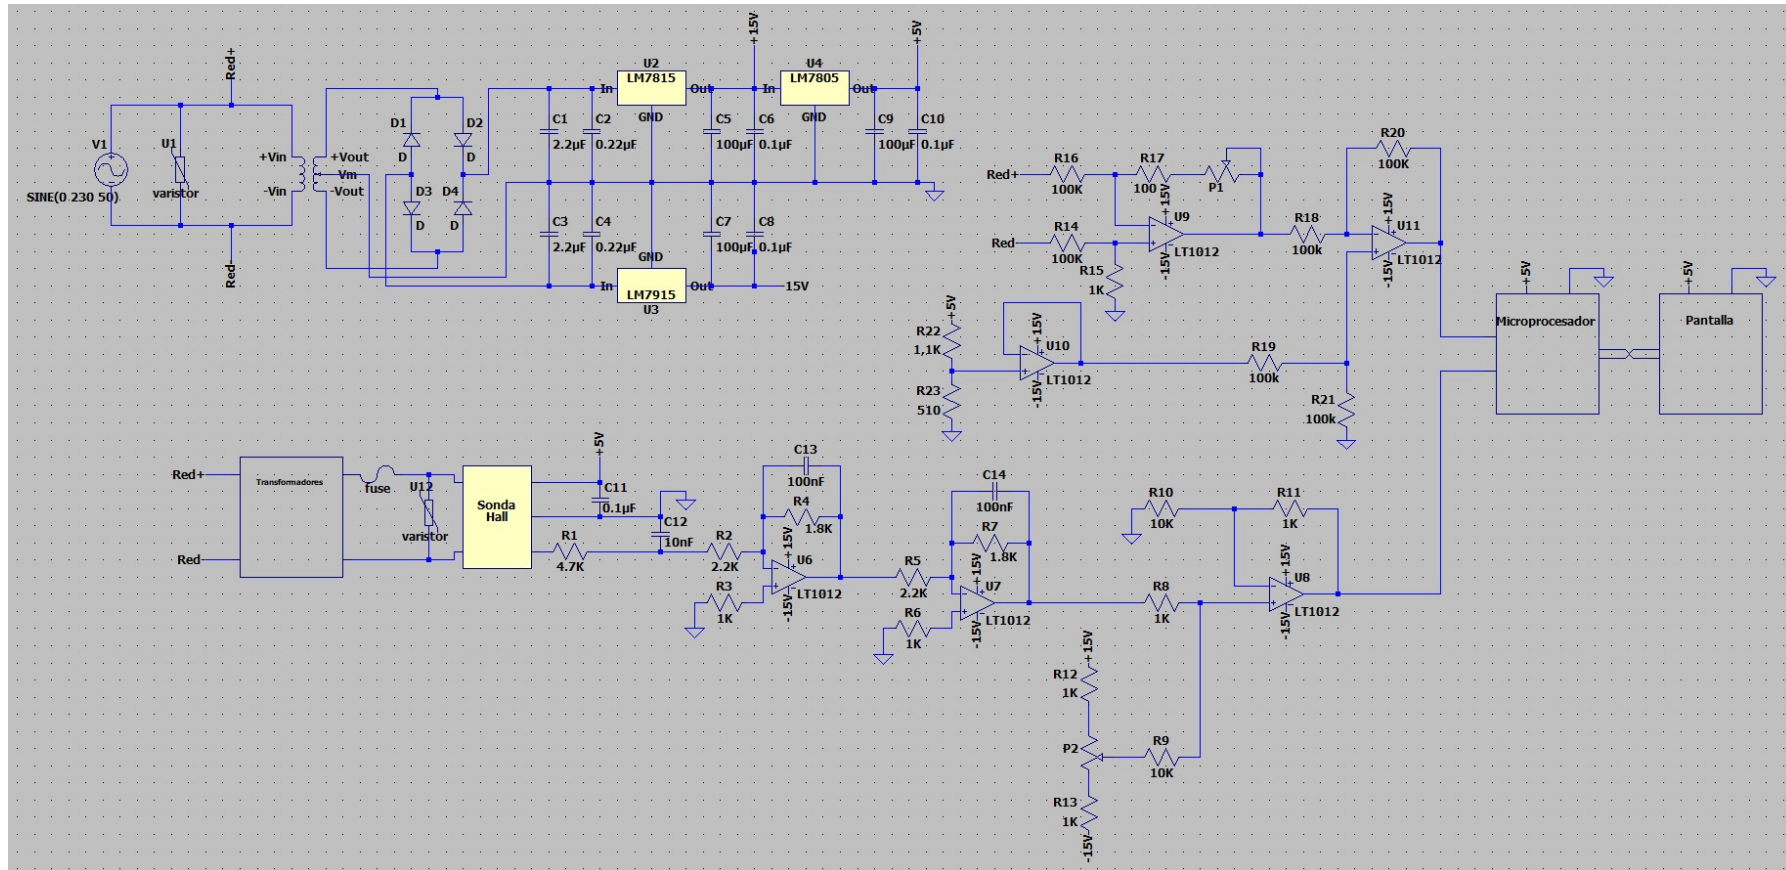 Red+
V1
SINE(0 230 50)
U1
varistor
Red-
+Vin
-Vin
+Vout
Vm
-Vout
D1
D
D2
D
D3
D
D4
D
C1
2.2µF
C2
0.22µF
C3
2.2µF
C4
0.22µF
U2
LM7815
In
Out
GND
GND
LM7915
In
Out
U3
+15V
C5
100µF
C6
0.1µF
C7
100µF
C8
0.1µF
-15V
U4
LM7805
In
Out
GND
+5V
C9
100µF
C10
0.1µF
Red+
R16
100K
R17
100
P1
Red-
R14
100K
R15
1K
+15V
U9
-15V
LT1012
R18
100k
R20
100K
+15V
U11
-15V
LT1012
+5V
R22
1,1K
R23
510
+15V
U10
-15V
LT1012
R19
100k
R21
100k
+5V
Microprocesador
+5V
Pantalla
Red+
Red-
Transformadores
fuse
U12
varistor
Sonda
Hall
+5V
C11
0.1µF
C12
10nF
R1
4.7K
R2
2.2K
R3
1K
C13
100nF
R4
1.8K
+15V
U6
-15V
LT1012
R5
2.2K
R6
1K
C14
100nF
R7
1.8K
+15V
U7
-15V
LT1012
R8
1K
R10
10K
R11
1K
+15V
U8
-15V
LT1012
+15V
R12
1K
P2
R9
10K
R13
1K
-15V